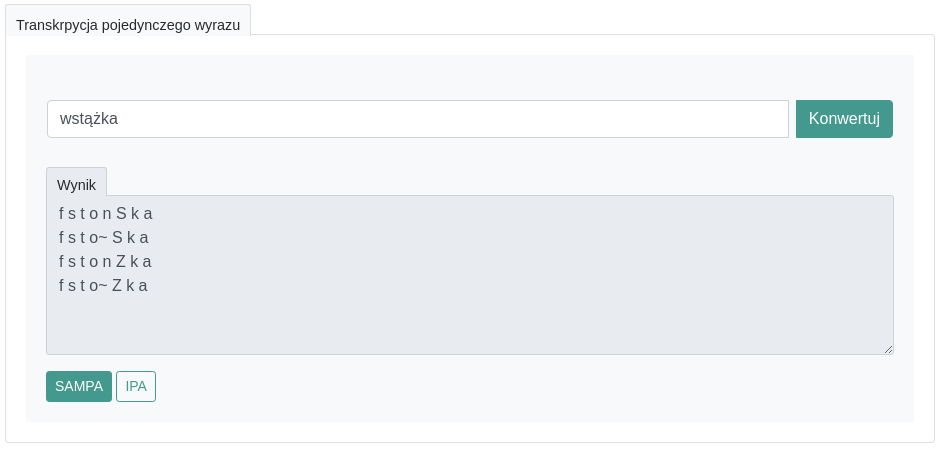 Transkrpycja pojedynczego wyrazu
wstążka
Konwertuj
Wynik
f s t o n S k a
f s t o~ S k a
f s t o n Z k a
f s t o~ Z k a
SAMPA
IPA